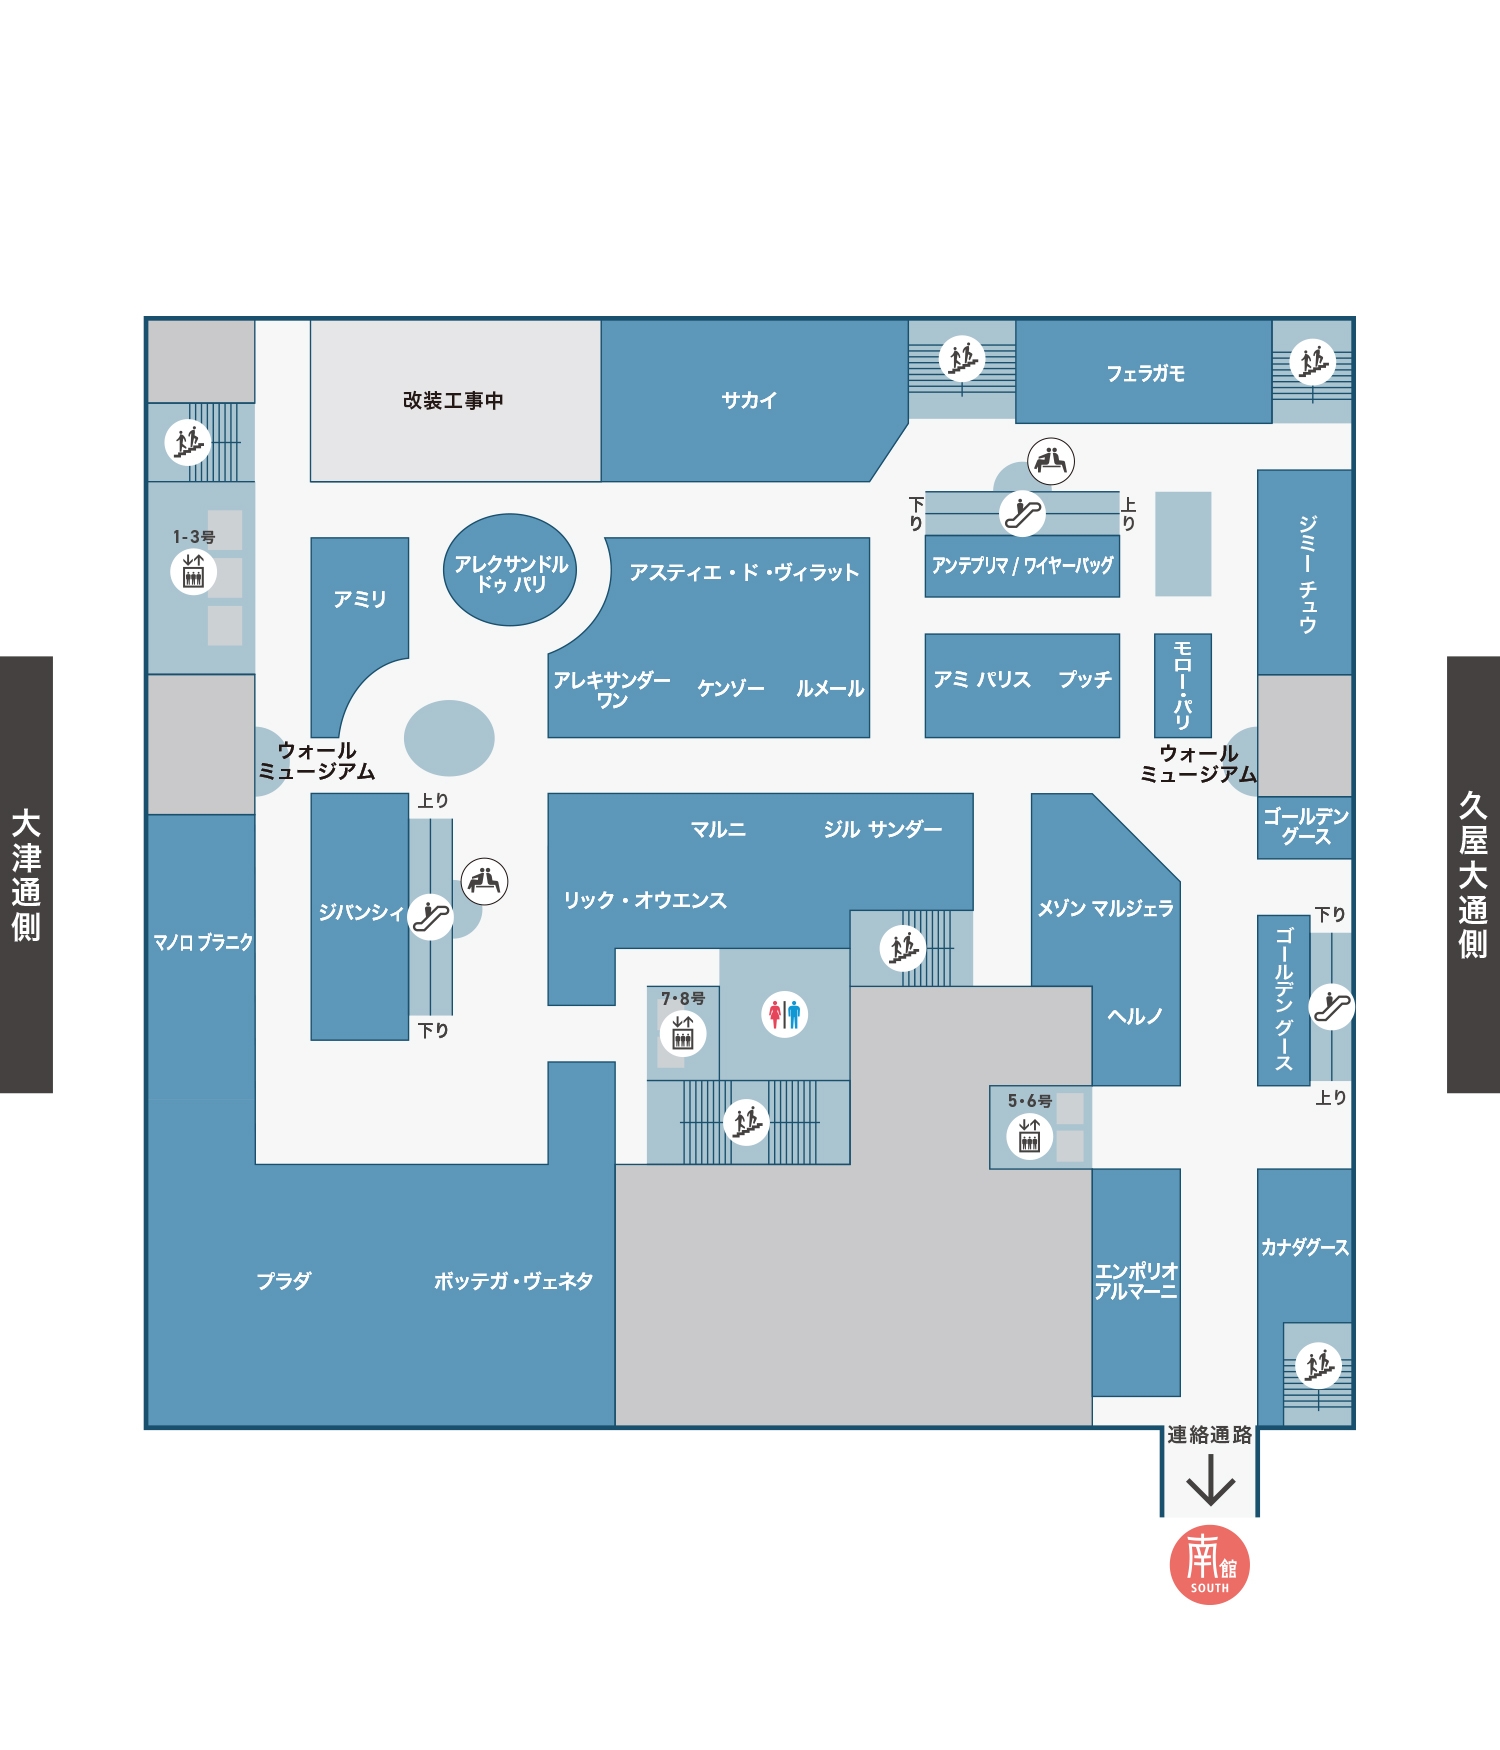 改装工事中
サカイ
フェラガモ
1-3号
アミリ
アレクサンドル
ドゥ パリ
アスティエ・ド・ヴィラット
アレキサンダー
ワン
ケンゾー
ルメール
下り
上り
アンテプリマ / ワイヤーバッグ
アミ パリス
プッチ
モロー・パリ
ジミー チュウ
ウォール
ミュージアム
ウォール
ミュージアム
ゴールデン
グース
大津通側
久屋大通側
マノロ ブラニク
ジバンシィ
上り
下り
マルニ
ジル サンダー
リック・オウエンス
メゾン マルジェラ
ヘルノ
ゴールデン グース
下り
上り
7・8号
5・6号
プラダ
ボッテガ・ヴェネタ
エンポリオ
アルマーニ
カナダグース
連絡通路
南館
SOUTH